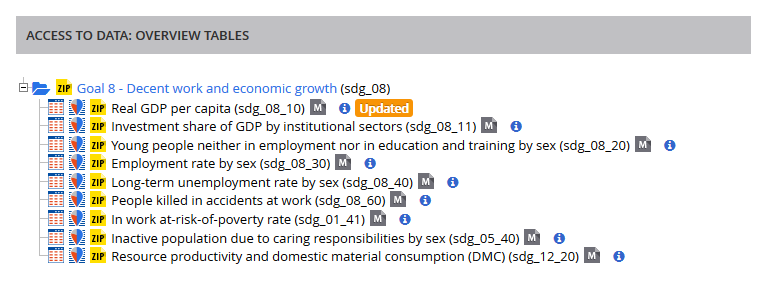 ACCESS TO DATA: OVERVIEW TABLES
ZIP Goal 8 - Decent work and economic growth (sdg_08)
ZIP Real GDP per capita (sdg_08_10) M i Updated
ZIP Investment share of GDP by institutional sectors (sdg_08_11) M i
ZIP Young people neither in employment nor in education and training by sex (sdg_08_20) M i
ZIP Employment rate by sex (sdg_08_30) M i
ZIP Long-term unemployment rate by sex (sdg_08_40) M i
ZIP People killed in accidents at work (sdg_08_60) M i
ZIP In work at-risk-of-poverty rate (sdg_01_41) M i
ZIP Inactive population due to caring responsibilities by sex (sdg_05_40) M i
ZIP Resource productivity and domestic material consumption (DMC) (sdg_12_20) M i